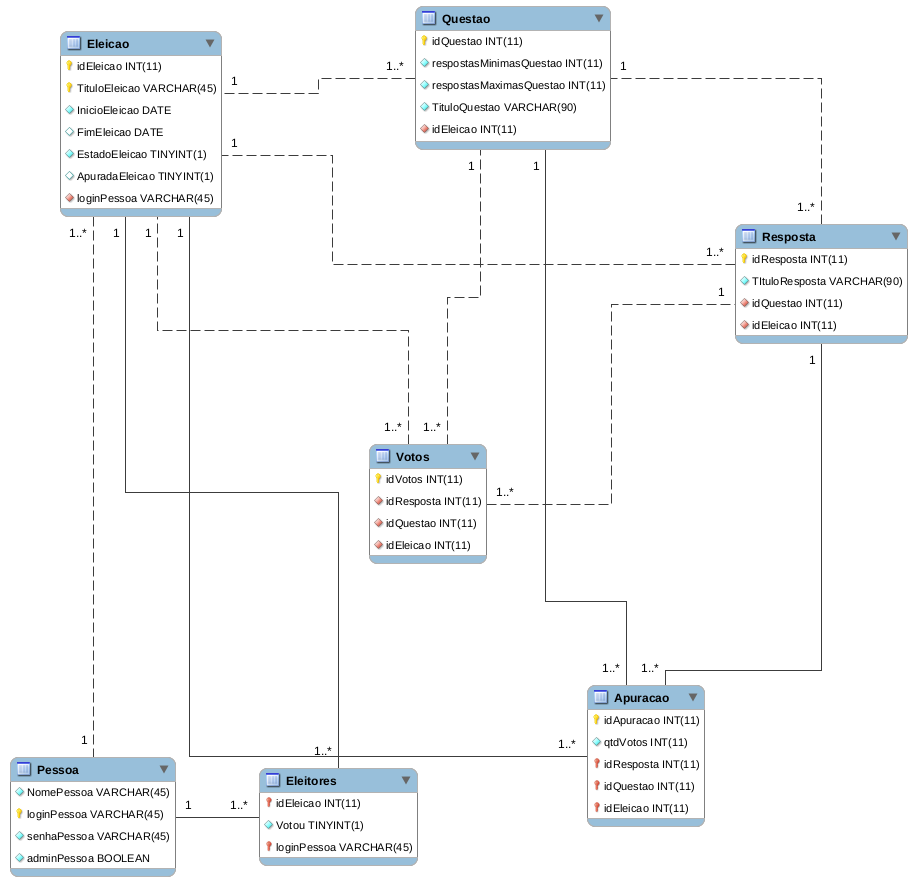 Questao
idQuestao INT(11)
respostasMinimasQuestao INT(11)
respostasMaximasQuestao INT(11)
TituloQuestao VARCHAR(90)
idEleicao INT(11)
Eleicao
idEleicao INT(11)
TituloEleicao VARCHAR(45)
InicioEleicao DATE
FimEleicao DATE
EstadoEleicao TINYINT(1)
ApuradaEleicao TINYINT(1)
loginPessoa VARCHAR(45)
1
1..*
1
1
1..*
1
1
1
1..*
1
1
1..*
1..*
1
Resposta
idResposta INT(11)
TItuloResposta VARCHAR(90)
idQuestao INT(11)
idEleicao INT(11)
1
1..*
1..*
Votos
idVotos INT(11)
idResposta INT(11)
idQuestao INT(11)
idEleicao INT(11)
1..*
1..*
1..*
Apuracao
idApuracao INT(11)
qtdVotos INT(11)
idResposta INT(11)
idQuestao INT(11)
idEleicao INT(11)
1
1..*
1..*
Pessoa
NomePessoa VARCHAR(45)
loginPessoa VARCHAR(45)
senhaPessoa VARCHAR(45)
adminPessoa BOOLEAN
1
1..*
Eleitores
idEleicao INT(11)
Votou TINYINT(1)
loginPessoa VARCHAR(45)